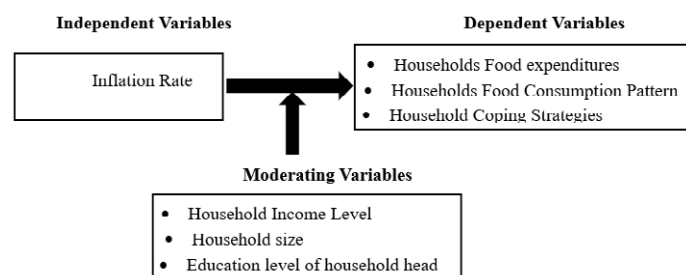 Independent Variables
Dependent Variables
Inflation Rate
• Households Food expenditures
• Households Food Consumption Pattern
• Household Coping Strategies
Moderating Variables
• Household Income Level
• Household size
• Education level of household head